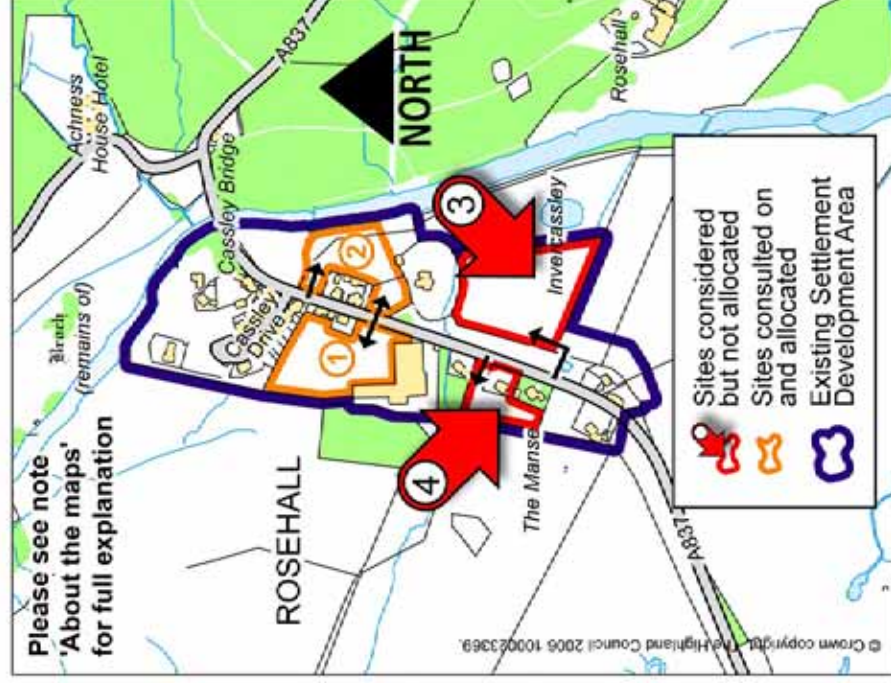 Please see note
'About the maps'
for full explanation
Broch
(remains of)
Achness
House Hotel
A837
Cassley Bridge
NORTH
Cassley
Drive
1
2
3
4
ROSEHALL
Rosehall
Invercassley
The Manse
A837
Sites considered
but not allocated
Sites consulted on
and allocated
Existing Settlement
Development Area
© Crown copyright. The Highland Council 2006 100023369.